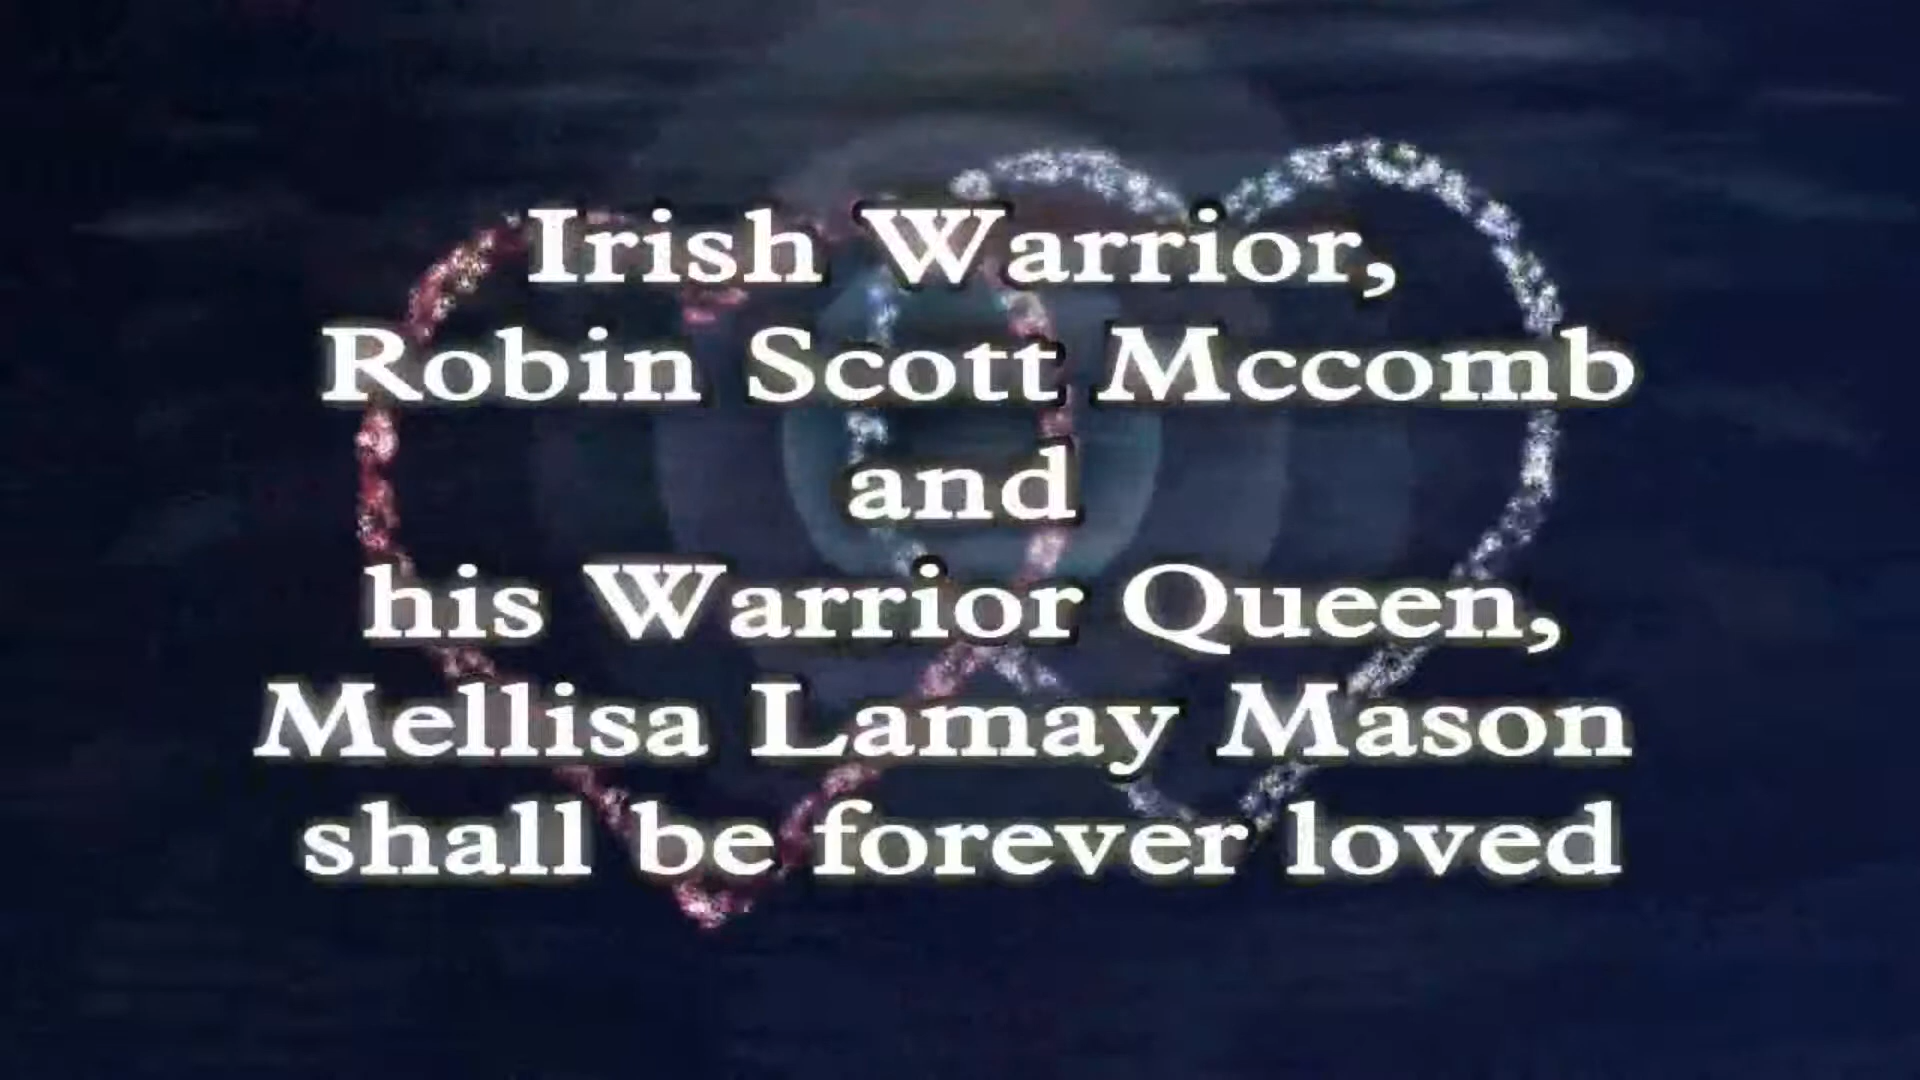 Irish Warrior,
Robin Scott Mccomb
and
his Warrior Queen,
Mellisa Lamay Mason
shall be forever loved